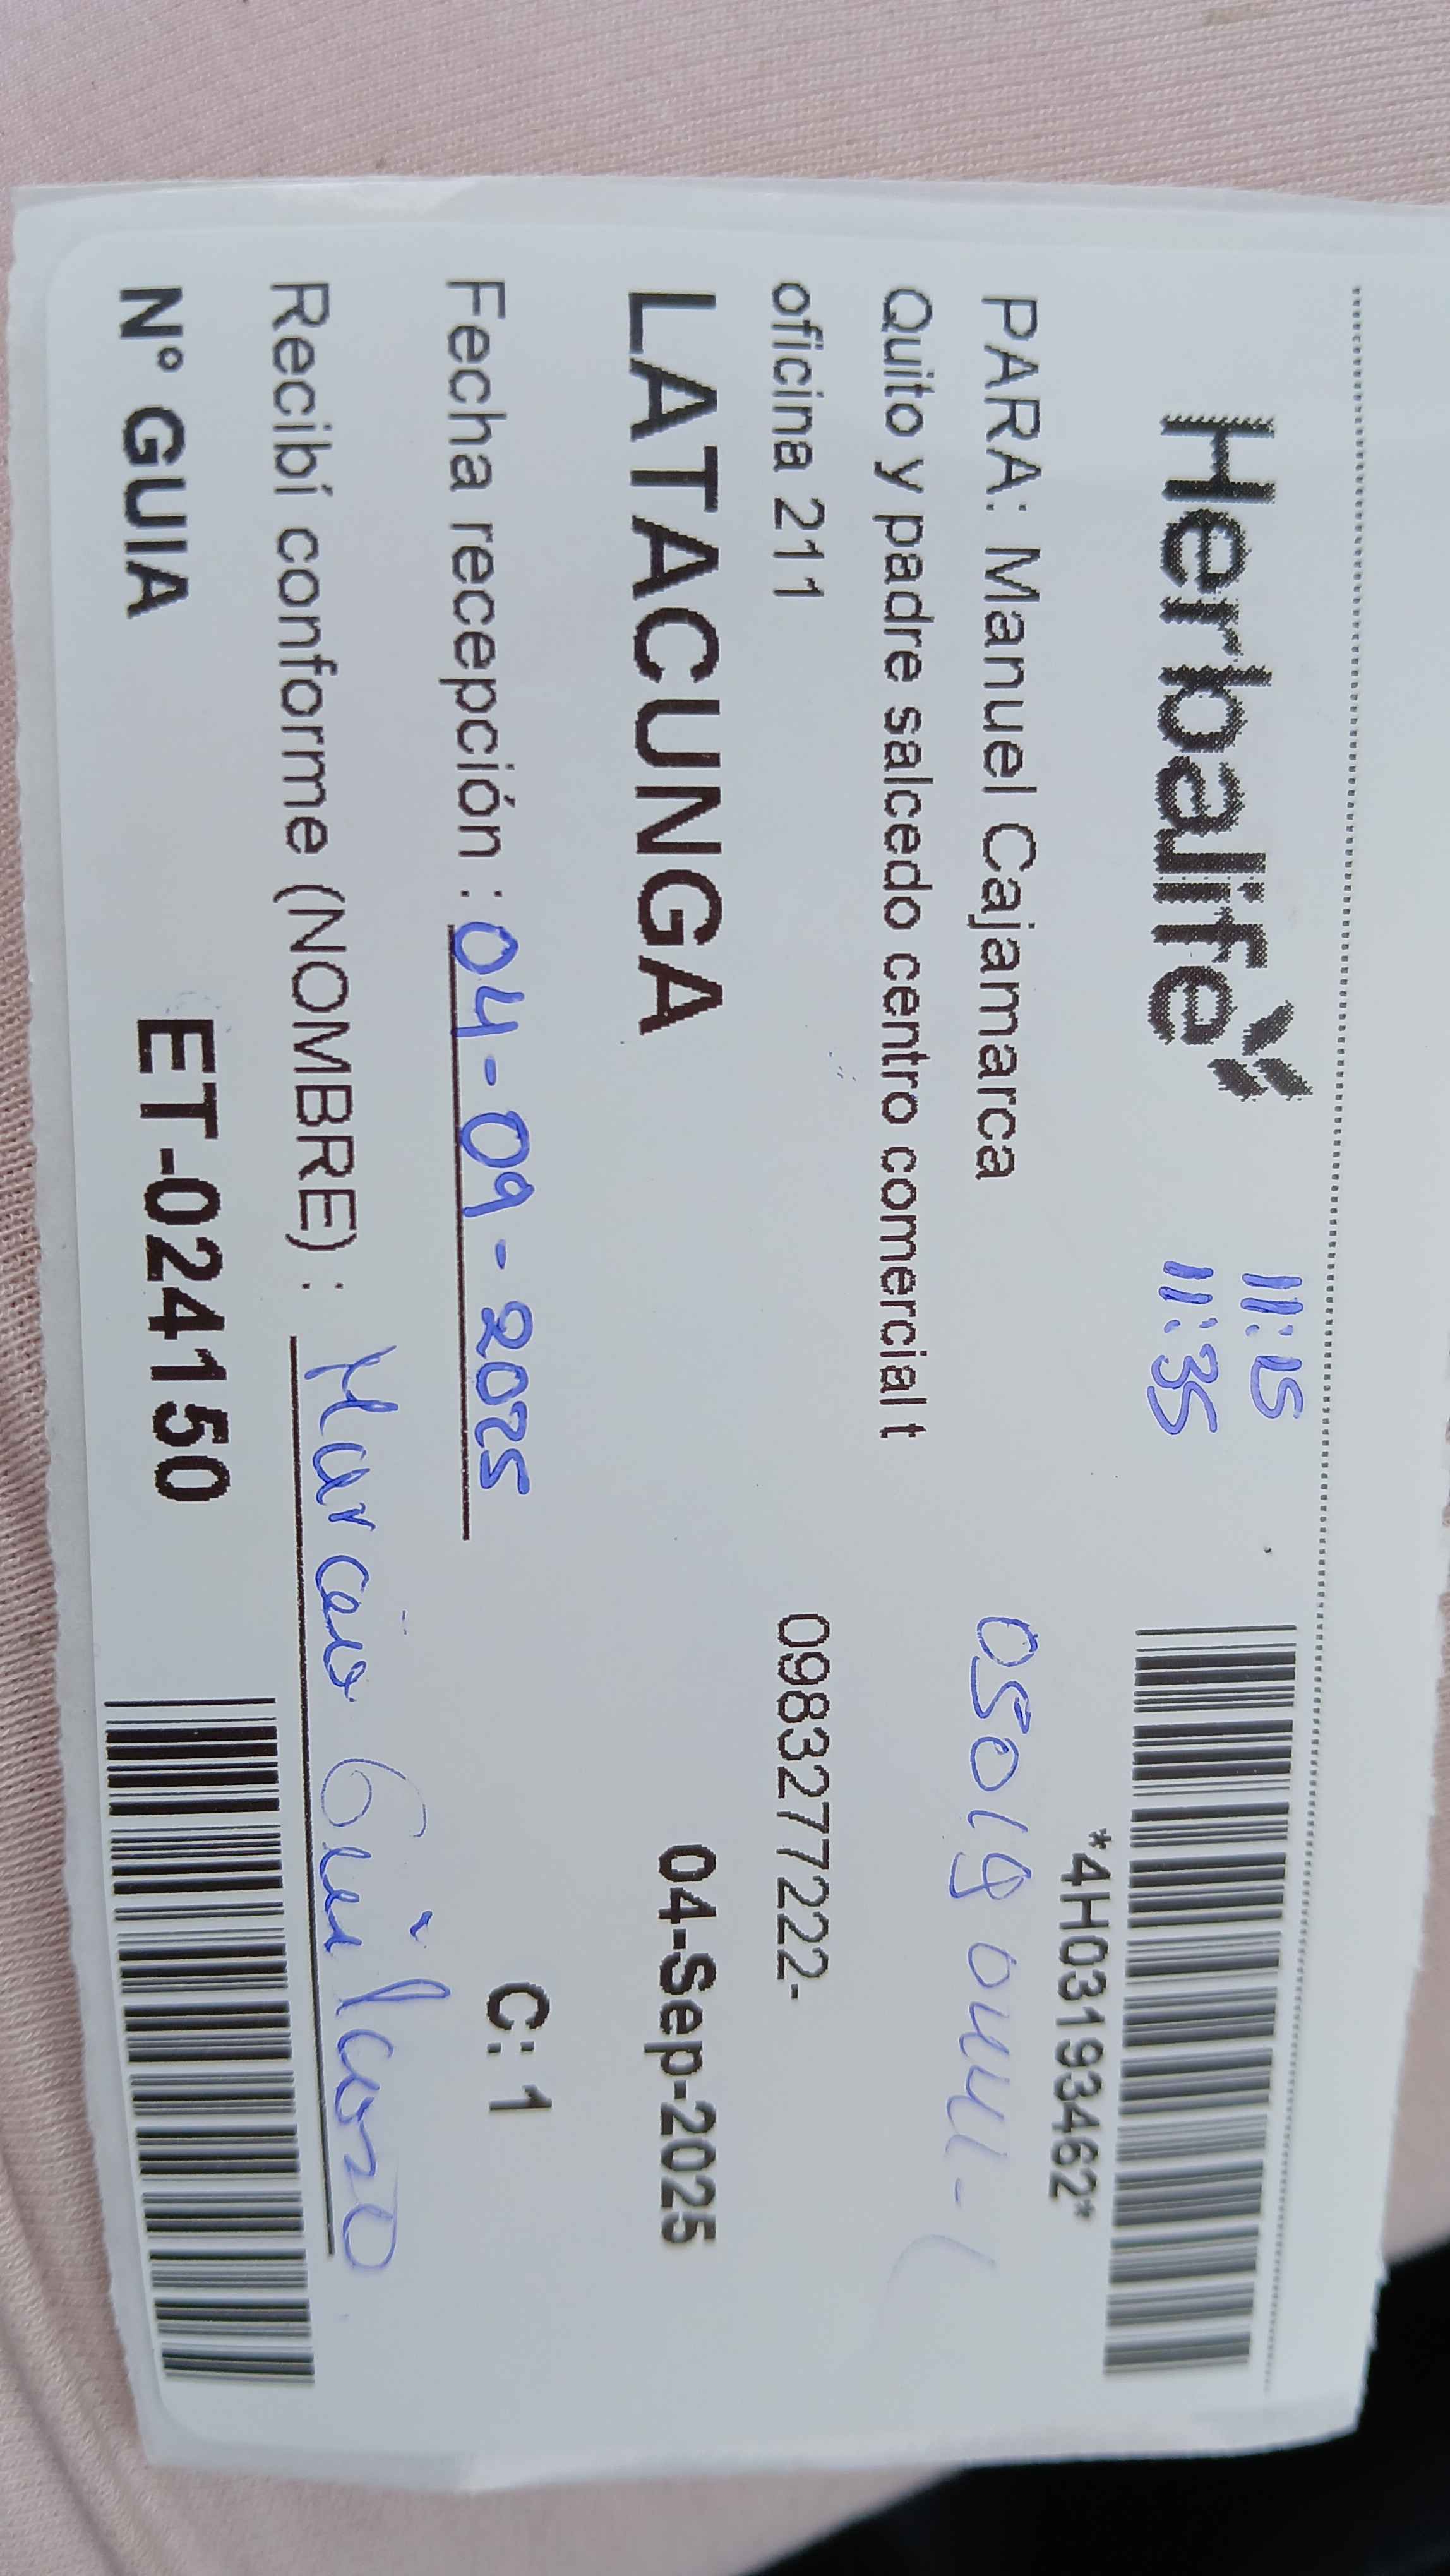 Herbalife
11:15
11:35
*4H03193462*
PARA: Manuel Cajamarca
Quito y padre salcedo centro comercial t
oficina 211
0983277222-
LATACUNGA
04-Sep-2025
Fecha recepción : 04-09-2025
C: 1
Recibí conforme (NOMBRE) :
N° GUIA
ET-024150